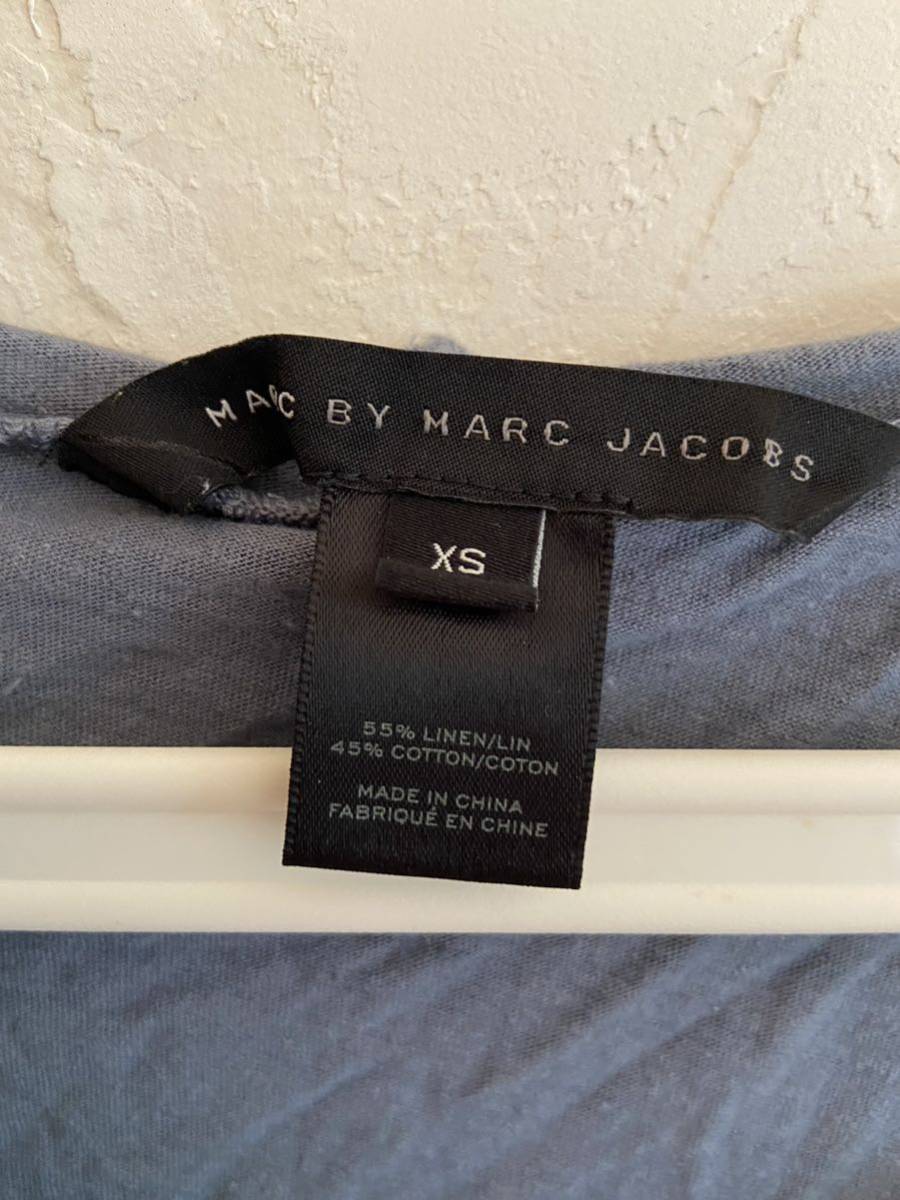 MARC BY MARC JACOBS
XS
55% LINEN/LIN
45% COTTON/COTON
MADE IN CHINA
FABRIQUÉ EN CHINE